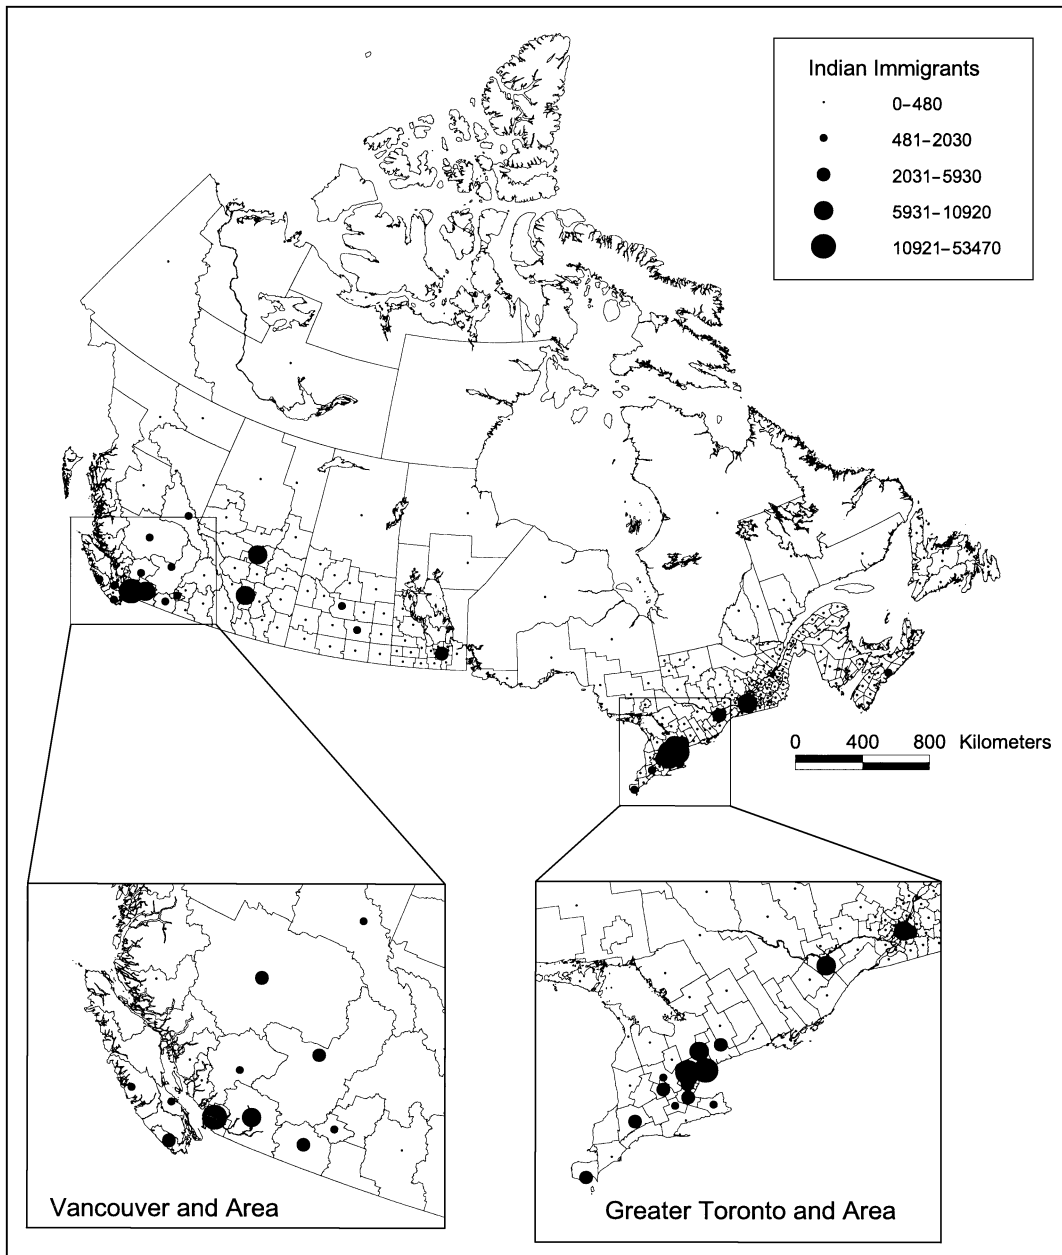 Indian Immigrants
0–480
481–2030
2031–5930
5931–10920
10921–53470
0 400 800 Kilometers
Vancouver and Area
Greater Toronto and Area